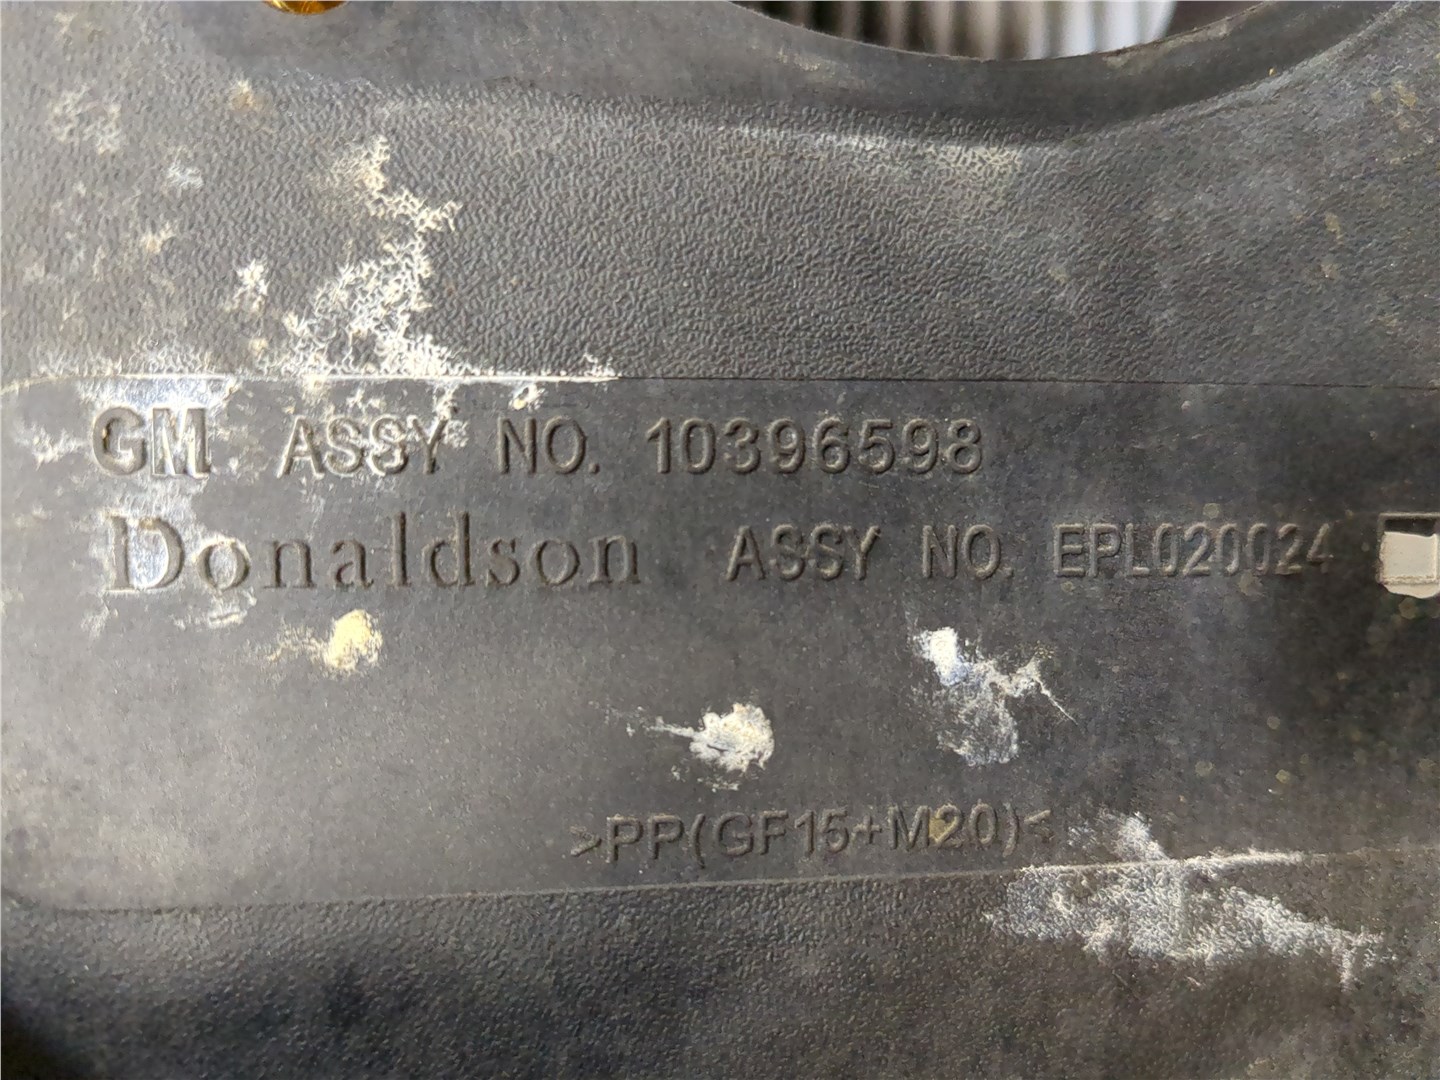 GM ASSY NO. 10396598
Donaldson ASSY NO. EPL020024
>PP(GF15+M20)<